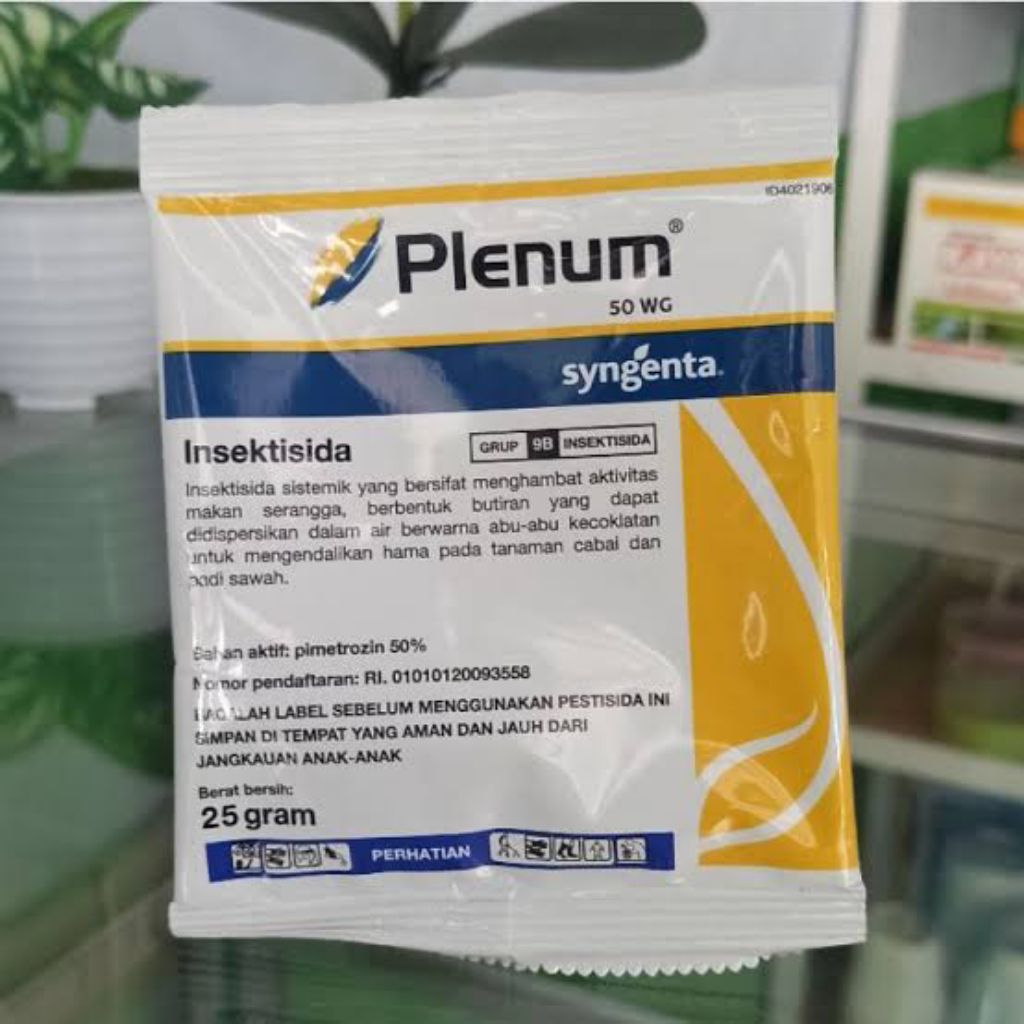 ID4021906
Plenum®
50 WG
syngenta
Insektisida
GRUP 9B INSEKTISIDA
Insektisida sistemik yang bersifat menghambat aktivitas
makan serangga, berbentuk butiran yang dapat
didispersikan dalam air berwarna abu-abu kecoklatan
untuk mengendalikan hama pada tanaman cabai dan
padi sawah.
Bahan aktif: pimetrozin 50%
Nomor pendaftaran: RI. 01010120093558
BACALAH LABEL SEBELUM MENGGUNAKAN PESTISIDA INI
SIMPAN DI TEMPAT YANG AMAN DAN JAUH DARI
JANGKAUAN ANAK-ANAK
Berat bersih:
25 gram
PERHATIAN